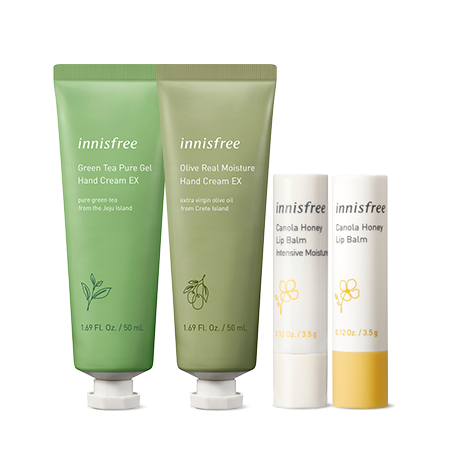 innisfree
Green Tea Pure Gel
Hand Cream EX
pure green tea
from the Jeju Island
1.69 FL. Oz. / 50 mL
innisfree
Olive Real Moisture
Hand Cream EX
extra virgin olive oil
from Crete Island
1.69 FL. Oz. / 50 mL
innisfree
Canola Honey
Lip Balm
Intensive Moisture
0.12 Oz. / 3.5 g
innisfree
Canola Honey
Lip Balm
0.12 Oz. / 3.5 g